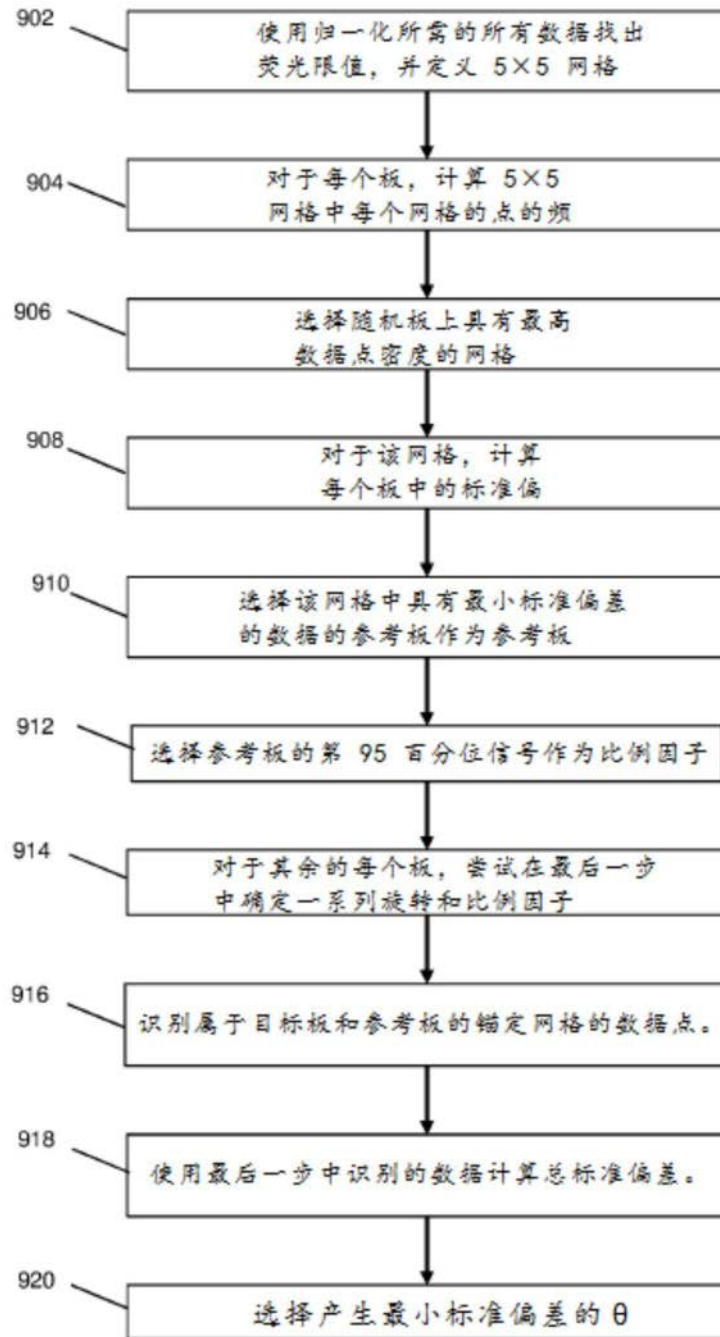 902
使用归一化所需的所有数据找出
荧光限值，并定义 5×5 网格
904
对于每个板，计算 5×5
网格中每个网格的点的频
906
选择随机板上具有最高
数据点密度的网格
908
对于该网格，计算
每个板中的标准偏
910
选择该网格中具有最小标准偏差
的数据的参考板作为参考板
912
选择参考板的第 95 百分位信号作为比例因子
914
对于其余的每个板，尝试在最后一步
中确定一系列旋转和比例因子
916
识别属于目标板和参考板的锚定网格的数据点。
918
使用最后一步中识别的数据计算总标准偏差。
920
选择产生最小标准偏差的 θ